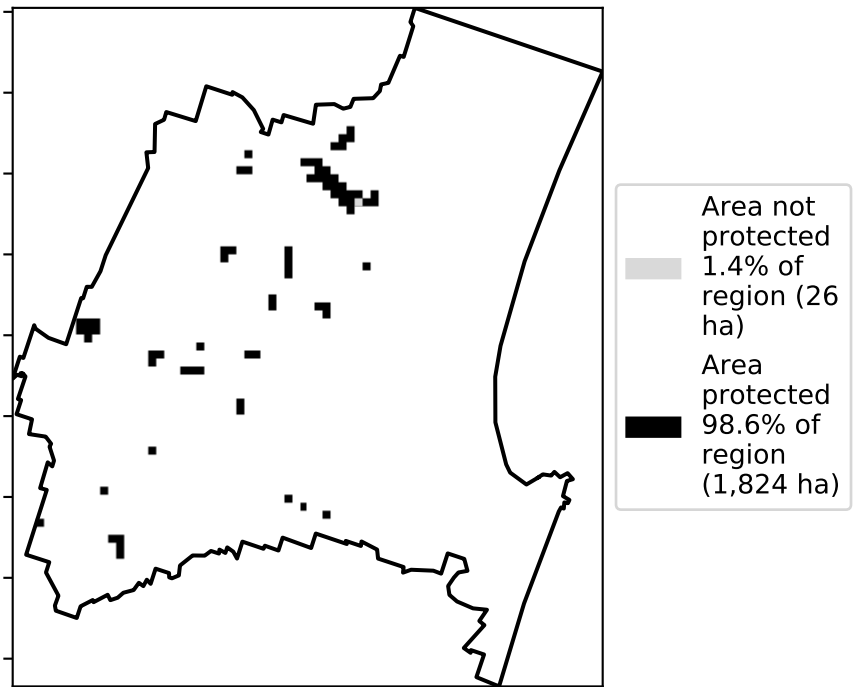 Area not
protected
1.4% of
region (26
ha)
Area
protected
98.6% of
region
(1,824 ha)